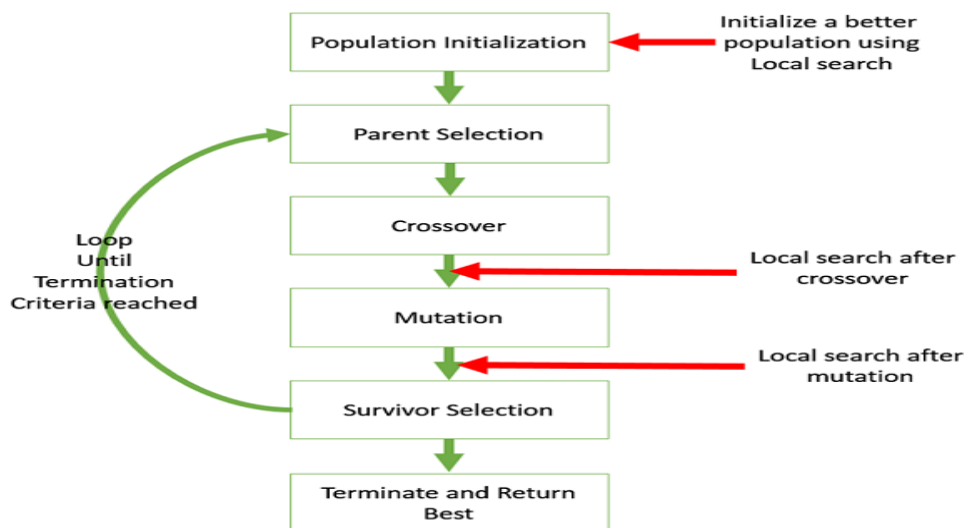 Population Initialization
Initialize a better
population using
Local search
Parent Selection
Crossover
Loop
Until
Termination
Criteria reached
Local search after
crossover
Mutation
Local search after
mutation
Survivor Selection
Terminate and Return
Best